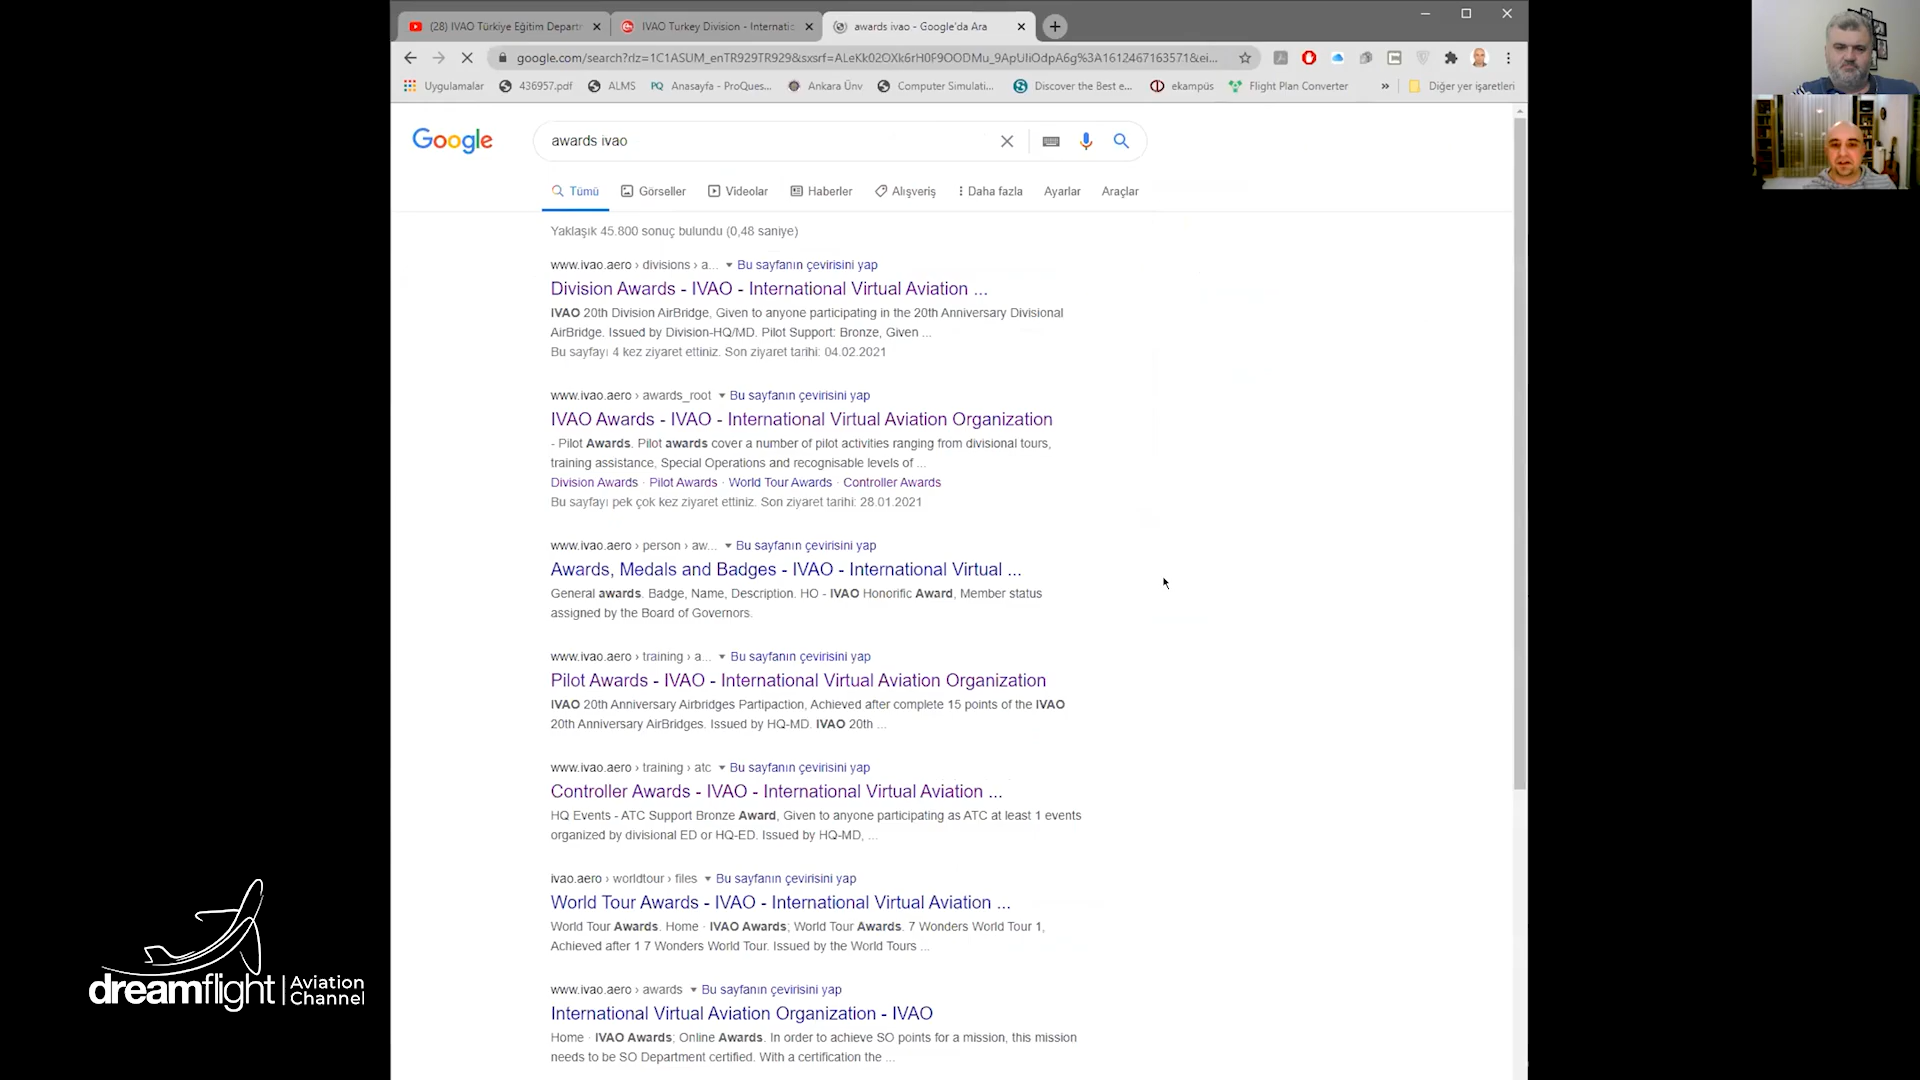 (28) IVAO Türkiye Eğitim Departm
IVAO Turkey Division - Internatic
awards ivao - Google'da Ara
google.com/search?rlz=1C1ASUM_enTR929TR929&sxsrf=ALeKk02OXk6rH0F9OODMu_9ApUIiOdpA6g%3A1612467163571&ei...
Uygulamalar
436957.pdf
ALMS
PQ Anasayfa - ProQues...
Ankara Ünv
Computer Simulati...
Discover the Best e...
ekampüs
Flight Plan Converter
»
Diğer yer işaretleri
Google
awards ivao
Tümü
Görseller
Videolar
Haberler
Alışveriş
Daha fazla
Ayarlar
Araçlar
Yaklaşık 45.800 sonuç bulundu (0,48 saniye)
www.ivao.aero › divisions › a... Bu sayfanın çevirisini yap
Division Awards - IVAO - International Virtual Aviation ...
IVAO 20th Division AirBridge, Given to anyone participating in the 20th Anniversary Divisional
AirBridge. Issued by Division-HQ/MD. Pilot Support: Bronze, Given ...
Bu sayfayı 4 kez ziyaret ettiniz. Son ziyaret tarihi: 04.02.2021
www.ivao.aero › awards_root Bu sayfanın çevirisini yap
IVAO Awards - IVAO - International Virtual Aviation Organization
- Pilot Awards. Pilot awards cover a number of pilot activities ranging from divisional tours,
training assistance, Special Operations and recognisable levels of ...
Division Awards · Pilot Awards · World Tour Awards · Controller Awards
Bu sayfayı pek çok kez ziyaret ettiniz. Son ziyaret tarihi: 28.01.2021
www.ivao.aero › person › aw... Bu sayfanın çevirisini yap
Awards, Medals and Badges - IVAO - International Virtual ...
General awards. Badge, Name, Description. HO - IVAO Honorific Award, Member status
assigned by the Board of Governors.
www.ivao.aero › training › a... Bu sayfanın çevirisini yap
Pilot Awards - IVAO - International Virtual Aviation Organization
IVAO 20th Anniversary Airbridges Partipaction, Achieved after complete 15 points of the IVAO
20th Anniversary AirBridges. Issued by HQ-MD. IVAO 20th ...
www.ivao.aero › training › atc Bu sayfanın çevirisini yap
Controller Awards - IVAO - International Virtual Aviation ...
HQ Events - ATC Support Bronze Award, Given to anyone participating as ATC at least 1 events
organized by divisional ED or HQ-ED. Issued by HQ-MD, ...
ivao.aero › worldtour › files Bu sayfanın çevirisini yap
World Tour Awards - IVAO - International Virtual Aviation ...
World Tour Awards. Home · IVAO Awards; World Tour Awards. 7 Wonders World Tour 1,
Achieved after 1 7 Wonders World Tour. Issued by the World Tours ...
www.ivao.aero › awards Bu sayfanın çevirisini yap
International Virtual Aviation Organization - IVAO
Home · IVAO Awards; Online Awards. In order to achieve SO points for a mission, this mission
needs to be SO Department certified. With a certification the ...
dreamflight | Aviation
Channel